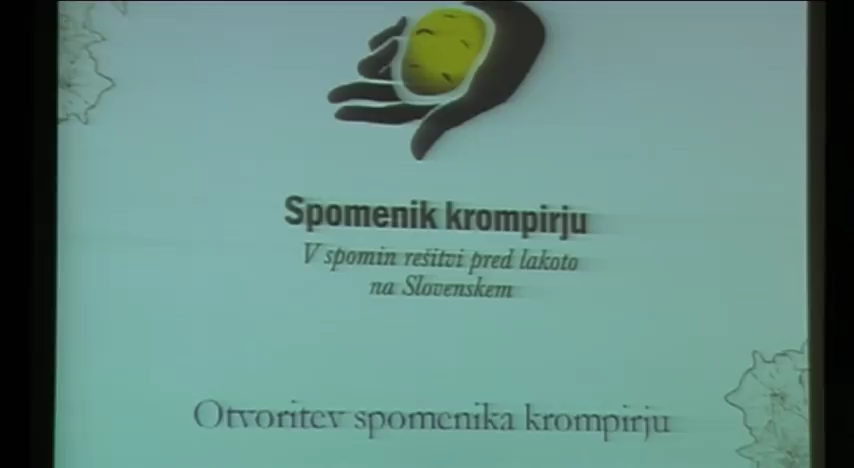 Spomenik krompirju
V spomin rešitvi pred lakoto
na Slovenskem
Otvoritev spomenika krompirju